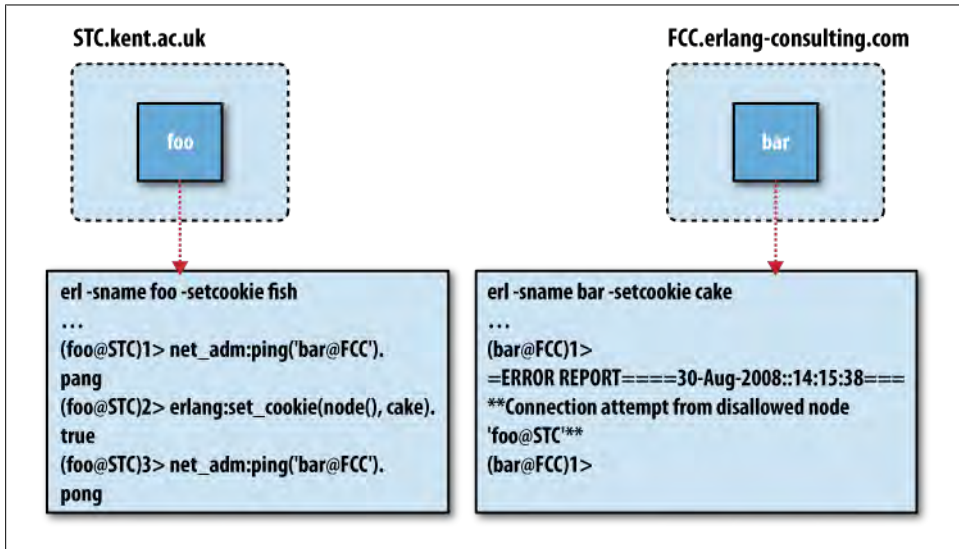 STC.kent.ac.uk
FCC.erlang-consulting.com
foo
bar
erl -sname foo -setcookie fish
...
(foo@STC)1> net_adm:ping('bar@FCC').
pang
(foo@STC)2> erlang:set_cookie(node(), cake).
true
(foo@STC)3> net_adm:ping('bar@FCC').
pong
erl -sname bar -setcookie cake
...
(bar@FCC)1>
=ERROR REPORT====30-Aug-2008::14:15:38===
**Connection attempt from disallowed node
'foo@STC'**
(bar@FCC)1>